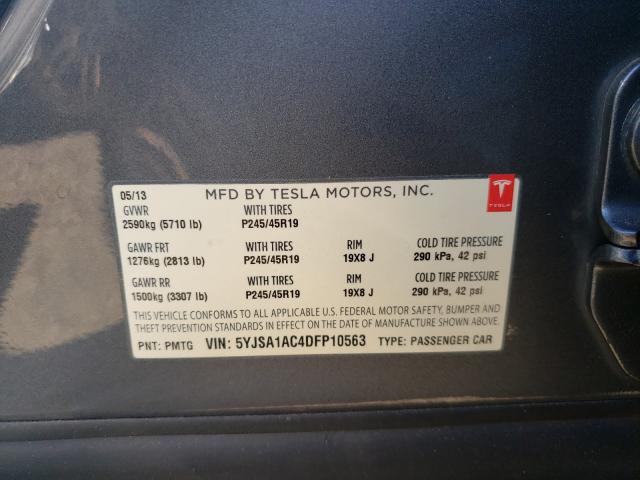 05/13 MFD BY TESLA MOTORS, INC.
TESLA
GVWR WITH TIRES
2590kg (5710 lb) P245/45R19
GAWR FRT WITH TIRES RIM COLD TIRE PRESSURE
1276kg (2813 lb) P245/45R19 19X8 J 290 kPa, 42 psi
GAWR RR WITH TIRES RIM COLD TIRE PRESSURE
1500kg (3307 lb) P245/45R19 19X8 J 290 kPa, 42 psi
THIS VEHICLE CONFORMS TO ALL APPLICABLE U.S. FEDERAL MOTOR SAFETY, BUMPER AND
THEFT PREVENTION STANDARDS IN EFFECT ON THE DATE OF MANUFACTURE SHOWN ABOVE.
PNT: PMTG VIN: 5YJSA1AC4DFP10563 TYPE: PASSENGER CAR